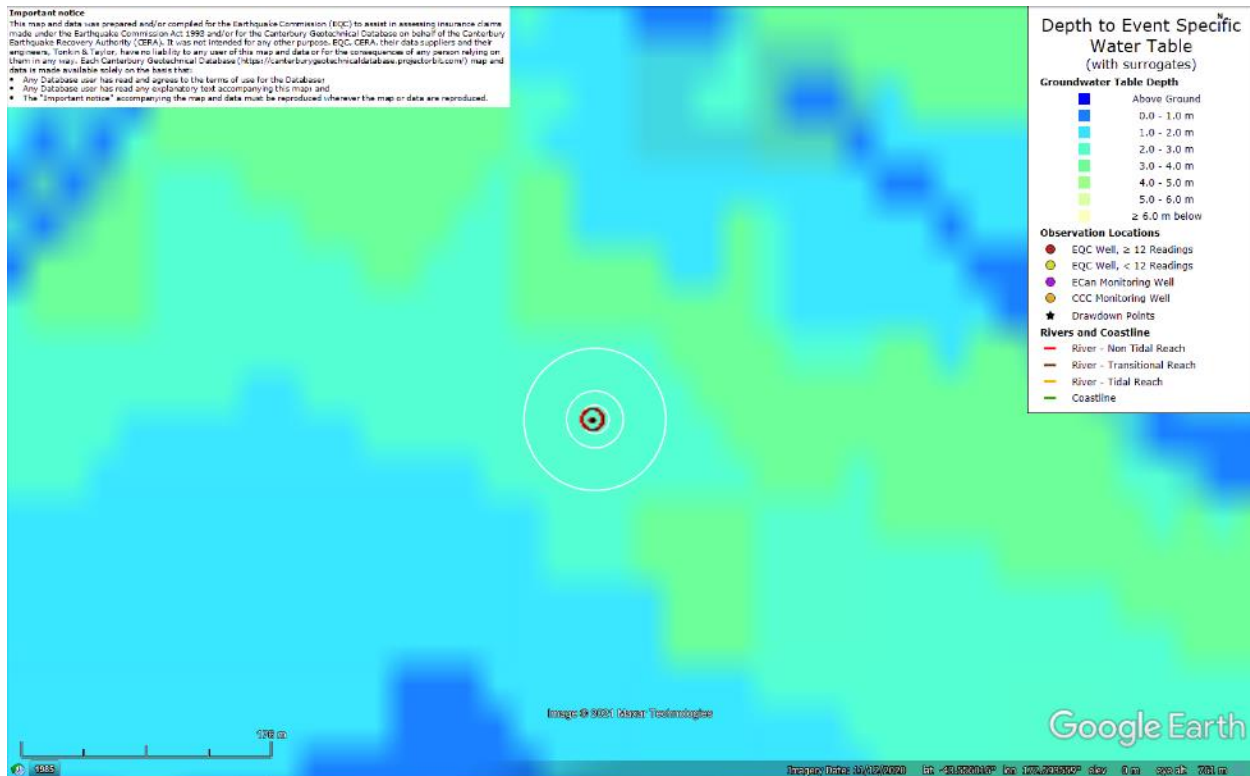 Important notice
This map and data was prepared and/or compiled for the Earthquake Commission (EQC) to assist in assessing insurance claims
made under the Earthquake Commission Act 1993 and/or for the Canterbury Geotechnical Database on behalf of the Canterbury
Earthquake Recovery Authority (CERA). It was not intended for any other purpose. EQC, CERA, their data suppliers and their
engineers, Tonkin & Taylor, have no liability to any user of this map and data or for the consequences of any person relying on
them in any way. Each Canterbury Geotechnical Database (https://canterburygeotechnicaldatabase.projectorbit.com/) map and
data is made available solely on the basis that:
• Any Database user has read and agrees to the terms of use for the Database;
• Any Database user has read any explanatory text accompanying this map; and
• The "Important notice" accompanying the map and data must be reproduced wherever the map or data are reproduced.
N
Depth to Event Specific
Water Table
(with surrogates)
Groundwater Table Depth
Above Ground
0.0 - 1.0 m
1.0 - 2.0 m
2.0 - 3.0 m
3.0 - 4.0 m
4.0 - 5.0 m
5.0 - 6.0 m
≥ 6.0 m below
Observation Locations
EQC Well, ≥ 12 Readings
EQC Well, < 12 Readings
ECan Monitoring Well
CCC Monitoring Well
Drawdown Points
Rivers and Coastline
River - Non Tidal Reach
River - Transitional Reach
River - Tidal Reach
Coastline
Image © 2021 Maxar Technologies
Google Earth
1985
Imagery Date: 11/12/2020 lat lon elev 0 m eye alt 761 m